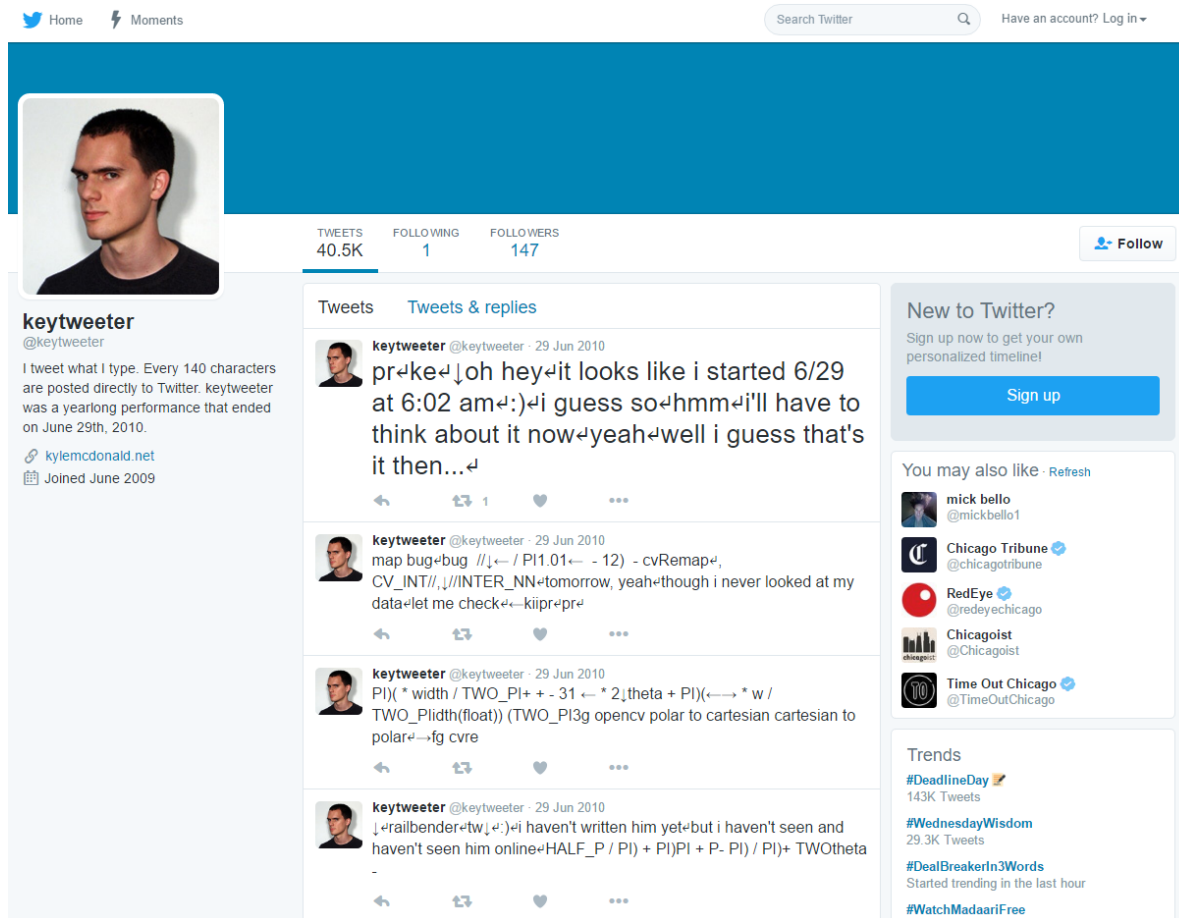 Home
Moments
Search Twitter
Have an account? Log in
TWEETS
40.5K
FOLLOWING
1
FOLLOWERS
147
Follow
keytweeter
@keytweeter
I tweet what I type. Every 140 characters
are posted directly to Twitter. keytweeter
was a yearlong performance that ended
on June 29th, 2010.
kylemcdonald.net
Joined June 2009
Tweets
Tweets & replies
keytweeter @keytweeter · 29 Jun 2010
pr↲ke↲↓oh hey↲it looks like i started 6/29
at 6:02 am↲:)↲i guess so↲hmm↲i'll have to
think about it now↲yeah↲well i guess that's
it then...↲
1
keytweeter @keytweeter · 29 Jun 2010
map bug↲bug //↓← / PI1.01← - 12) - cvRemap↲,
CV_INT//,↓//INTER_NN↲tomorrow, yeah↲though i never looked at my
data↲let me check↲←kiipr↲pr↲
keytweeter @keytweeter · 29 Jun 2010
PI)( * width / TWO_PI+ + - 31 ← * 2↓theta + PI)(←→ * w /
TWO_PIidth(float)) (TWO_PI3g opencv polar to cartesian cartesian to
polar↲→fg cvre
keytweeter @keytweeter · 29 Jun 2010
↓↲railbender↲tw↓↲:)↲i haven't written him yet↲but i haven't seen and
haven't seen him online↲HALF_P / PI) + PI)PI + P- PI) / PI)+ TWOtheta
-
New to Twitter?
Sign up now to get your own
personalized timeline!
Sign up
You may also like · Refresh
mick bello
@mickbello1
Chicago Tribune
@chicagotribune
RedEye
@redeyechicago
chicagoist
Chicagoist
@Chicagoist
TO
Time Out Chicago
@TimeOutChicago
Trends
#DeadlineDay
143K Tweets
#WednesdayWisdom
29.3K Tweets
#DealBreakerIn3Words
Started trending in the last hour
#WatchMadaariFree